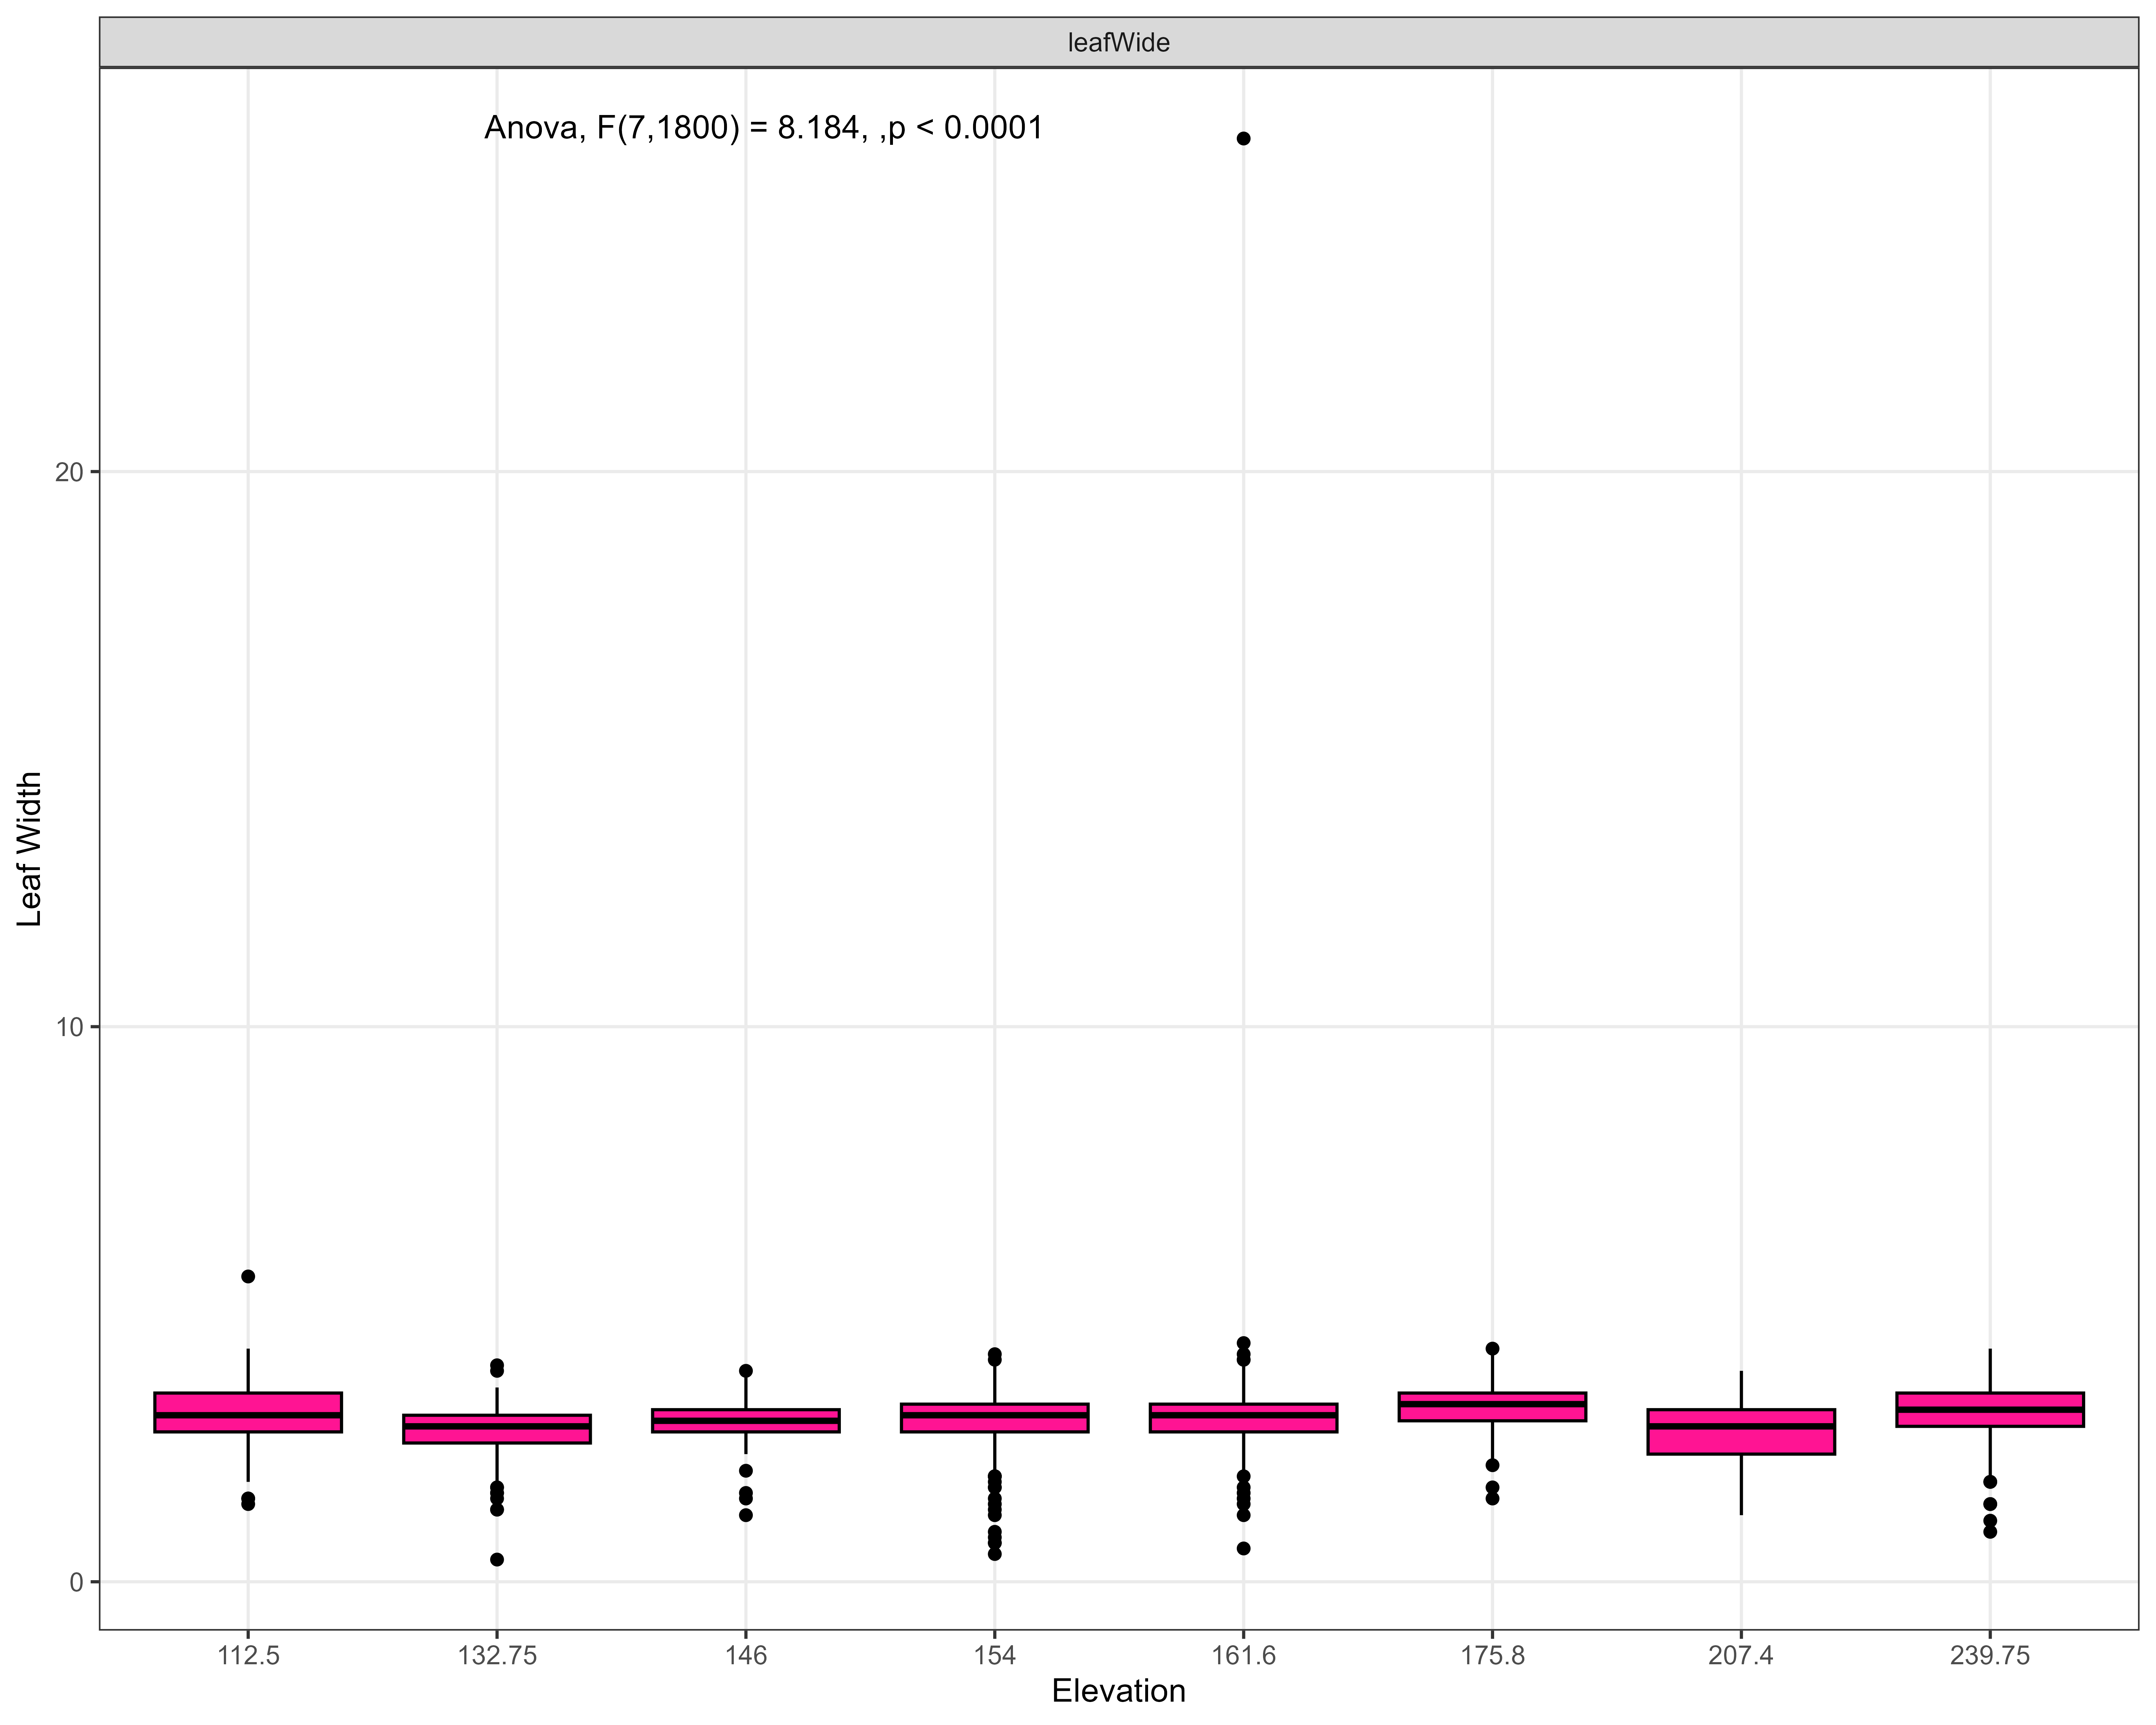 leafWide
Anova, F(7,1800) = 8.184, ,p < 0.0001
20
10
0
Leaf Width
112.5 132.75 146 154 161.6 175.8 207.4 239.75
Elevation